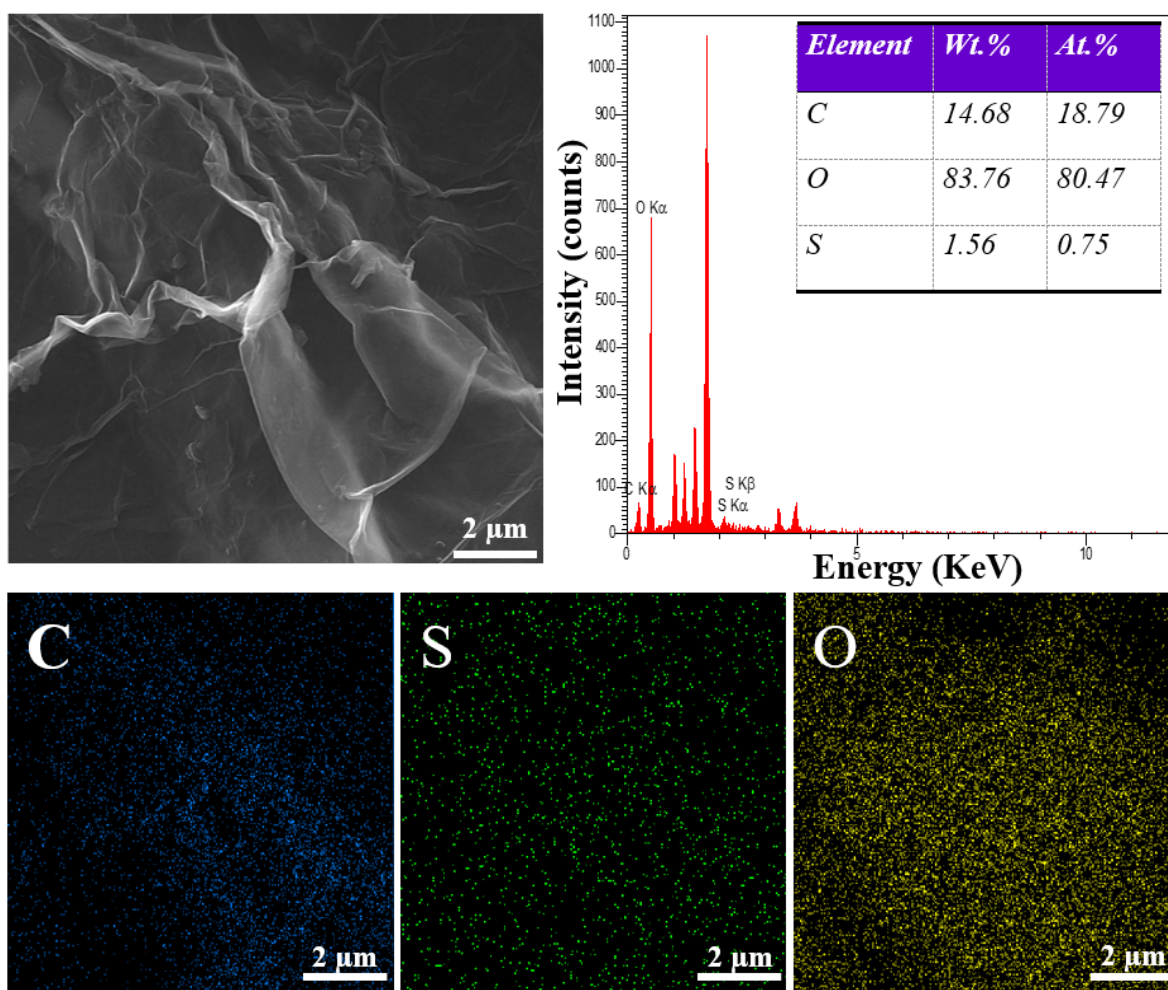 2 μm
Intensity (counts)
1100
1000
900
800
700
600
500
400
300
200
100
0
O Kα
C Kα
S Kβ
S Kα
0
5
10
Energy (KeV)
Element Wt.% At.%
C 14.68 18.79
O 83.76 80.47
S 1.56 0.75
C
2 μm
S
2 μm
O
2 μm